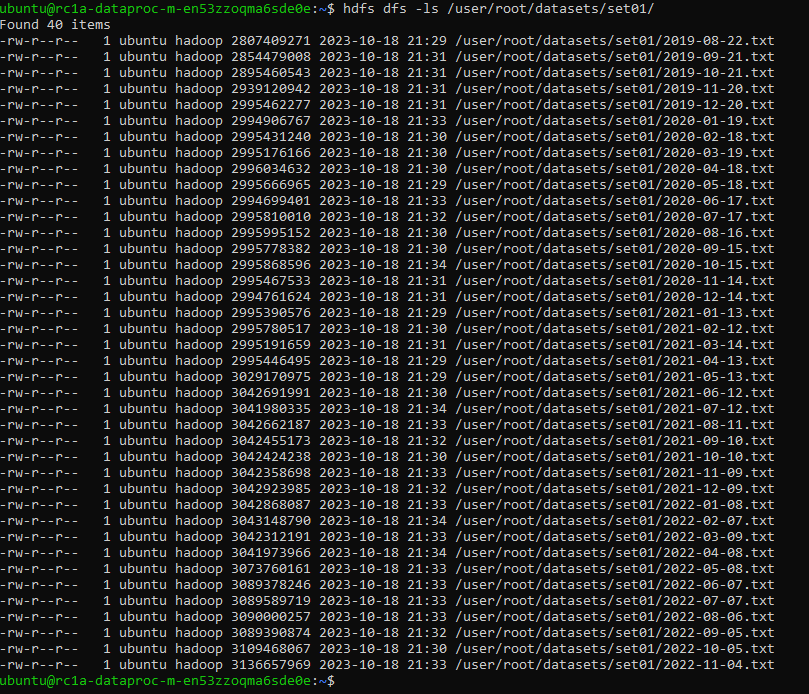 ubuntu@rc1a-dataproc-m-en53zzoqma6sde0e:~$ hdfs dfs -ls /user/root/datasets/set01/
Found 40 items
-rw-r--r--   1 ubuntu hadoop 2807409271 2023-10-18 21:29 /user/root/datasets/set01/2019-08-22.txt
-rw-r--r--   1 ubuntu hadoop 2854479008 2023-10-18 21:31 /user/root/datasets/set01/2019-09-21.txt
-rw-r--r--   1 ubuntu hadoop 2895460543 2023-10-18 21:31 /user/root/datasets/set01/2019-10-21.txt
-rw-r--r--   1 ubuntu hadoop 2939120942 2023-10-18 21:31 /user/root/datasets/set01/2019-11-20.txt
-rw-r--r--   1 ubuntu hadoop 2995462277 2023-10-18 21:31 /user/root/datasets/set01/2019-12-20.txt
-rw-r--r--   1 ubuntu hadoop 2994906767 2023-10-18 21:33 /user/root/datasets/set01/2020-01-19.txt
-rw-r--r--   1 ubuntu hadoop 2995431240 2023-10-18 21:30 /user/root/datasets/set01/2020-02-18.txt
-rw-r--r--   1 ubuntu hadoop 2995176166 2023-10-18 21:30 /user/root/datasets/set01/2020-03-19.txt
-rw-r--r--   1 ubuntu hadoop 2996034632 2023-10-18 21:30 /user/root/datasets/set01/2020-04-18.txt
-rw-r--r--   1 ubuntu hadoop 2995666965 2023-10-18 21:29 /user/root/datasets/set01/2020-05-18.txt
-rw-r--r--   1 ubuntu hadoop 2994699401 2023-10-18 21:33 /user/root/datasets/set01/2020-06-17.txt
-rw-r--r--   1 ubuntu hadoop 2995810010 2023-10-18 21:32 /user/root/datasets/set01/2020-07-17.txt
-rw-r--r--   1 ubuntu hadoop 2995995152 2023-10-18 21:30 /user/root/datasets/set01/2020-08-16.txt
-rw-r--r--   1 ubuntu hadoop 2995778382 2023-10-18 21:30 /user/root/datasets/set01/2020-09-15.txt
-rw-r--r--   1 ubuntu hadoop 2995868596 2023-10-18 21:34 /user/root/datasets/set01/2020-10-15.txt
-rw-r--r--   1 ubuntu hadoop 2995467533 2023-10-18 21:31 /user/root/datasets/set01/2020-11-14.txt
-rw-r--r--   1 ubuntu hadoop 2994761624 2023-10-18 21:31 /user/root/datasets/set01/2020-12-14.txt
-rw-r--r--   1 ubuntu hadoop 2995390576 2023-10-18 21:29 /user/root/datasets/set01/2021-01-13.txt
-rw-r--r--   1 ubuntu hadoop 2995780517 2023-10-18 21:30 /user/root/datasets/set01/2021-02-12.txt
-rw-r--r--   1 ubuntu hadoop 2995191659 2023-10-18 21:31 /user/root/datasets/set01/2021-03-14.txt
-rw-r--r--   1 ubuntu hadoop 2995446495 2023-10-18 21:29 /user/root/datasets/set01/2021-04-13.txt
-rw-r--r--   1 ubuntu hadoop 3029170975 2023-10-18 21:29 /user/root/datasets/set01/2021-05-13.txt
-rw-r--r--   1 ubuntu hadoop 3042691991 2023-10-18 21:30 /user/root/datasets/set01/2021-06-12.txt
-rw-r--r--   1 ubuntu hadoop 3041980335 2023-10-18 21:34 /user/root/datasets/set01/2021-07-12.txt
-rw-r--r--   1 ubuntu hadoop 3042662187 2023-10-18 21:33 /user/root/datasets/set01/2021-08-11.txt
-rw-r--r--   1 ubuntu hadoop 3042455173 2023-10-18 21:32 /user/root/datasets/set01/2021-09-10.txt
-rw-r--r--   1 ubuntu hadoop 3042424238 2023-10-18 21:30 /user/root/datasets/set01/2021-10-10.txt
-rw-r--r--   1 ubuntu hadoop 3042358698 2023-10-18 21:33 /user/root/datasets/set01/2021-11-09.txt
-rw-r--r--   1 ubuntu hadoop 3042923985 2023-10-18 21:32 /user/root/datasets/set01/2021-12-09.txt
-rw-r--r--   1 ubuntu hadoop 3042868087 2023-10-18 21:33 /user/root/datasets/set01/2022-01-08.txt
-rw-r--r--   1 ubuntu hadoop 3043148790 2023-10-18 21:34 /user/root/datasets/set01/2022-02-07.txt
-rw-r--r--   1 ubuntu hadoop 3042312191 2023-10-18 21:33 /user/root/datasets/set01/2022-03-09.txt
-rw-r--r--   1 ubuntu hadoop 3041973966 2023-10-18 21:34 /user/root/datasets/set01/2022-04-08.txt
-rw-r--r--   1 ubuntu hadoop 3073760161 2023-10-18 21:33 /user/root/datasets/set01/2022-05-08.txt
-rw-r--r--   1 ubuntu hadoop 3089378246 2023-10-18 21:33 /user/root/datasets/set01/2022-06-07.txt
-rw-r--r--   1 ubuntu hadoop 3089589719 2023-10-18 21:33 /user/root/datasets/set01/2022-07-07.txt
-rw-r--r--   1 ubuntu hadoop 3090000257 2023-10-18 21:33 /user/root/datasets/set01/2022-08-06.txt
-rw-r--r--   1 ubuntu hadoop 3089390874 2023-10-18 21:32 /user/root/datasets/set01/2022-09-05.txt
-rw-r--r--   1 ubuntu hadoop 3109468067 2023-10-18 21:30 /user/root/datasets/set01/2022-10-05.txt
-rw-r--r--   1 ubuntu hadoop 3136657969 2023-10-18 21:33 /user/root/datasets/set01/2022-11-04.txt
ubuntu@rc1a-dataproc-m-en53zzoqma6sde0e:~$